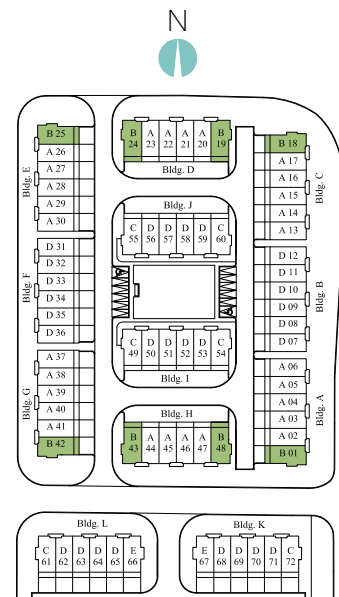 N
B 25
A 26
A 27
A 28
A 29
A 30
Bldg. E
D 31
D 32
D 33
D 34
D 35
D 36
Bldg. F
A 37
A 38
A 39
A 40
A 41
B 42
Bldg. G
B A A A A B
24 23 22 21 20 19
Bldg. D
Bldg. J
C D D D D C
55 56 57 58 59 60
C D D D D C
49 50 51 52 53 54
Bldg. I
Bldg. H
B A A A A B
43 44 45 46 47 48
B 18
A 17
A 16
A 15
A 14
A 13
Bldg. C
D 12
D 11
D 10
D 09
D 08
D 07
Bldg. B
A 06
A 05
A 04
A 03
A 02
B 01
Bldg. A
Bldg. L
C D D D D E
61 62 63 64 65 66
Bldg. K
E D D D D C
67 68 69 70 71 72